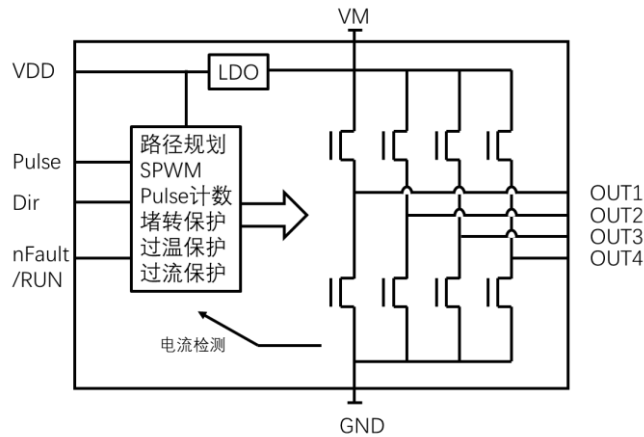 VM
VDD
LDO
路径规划
SPWM
Pulse计数
堵转保护
过温保护
过流保护
Pulse
Dir
nFault
/RUN
OUT1
OUT2
OUT3
OUT4
电流检测
GND